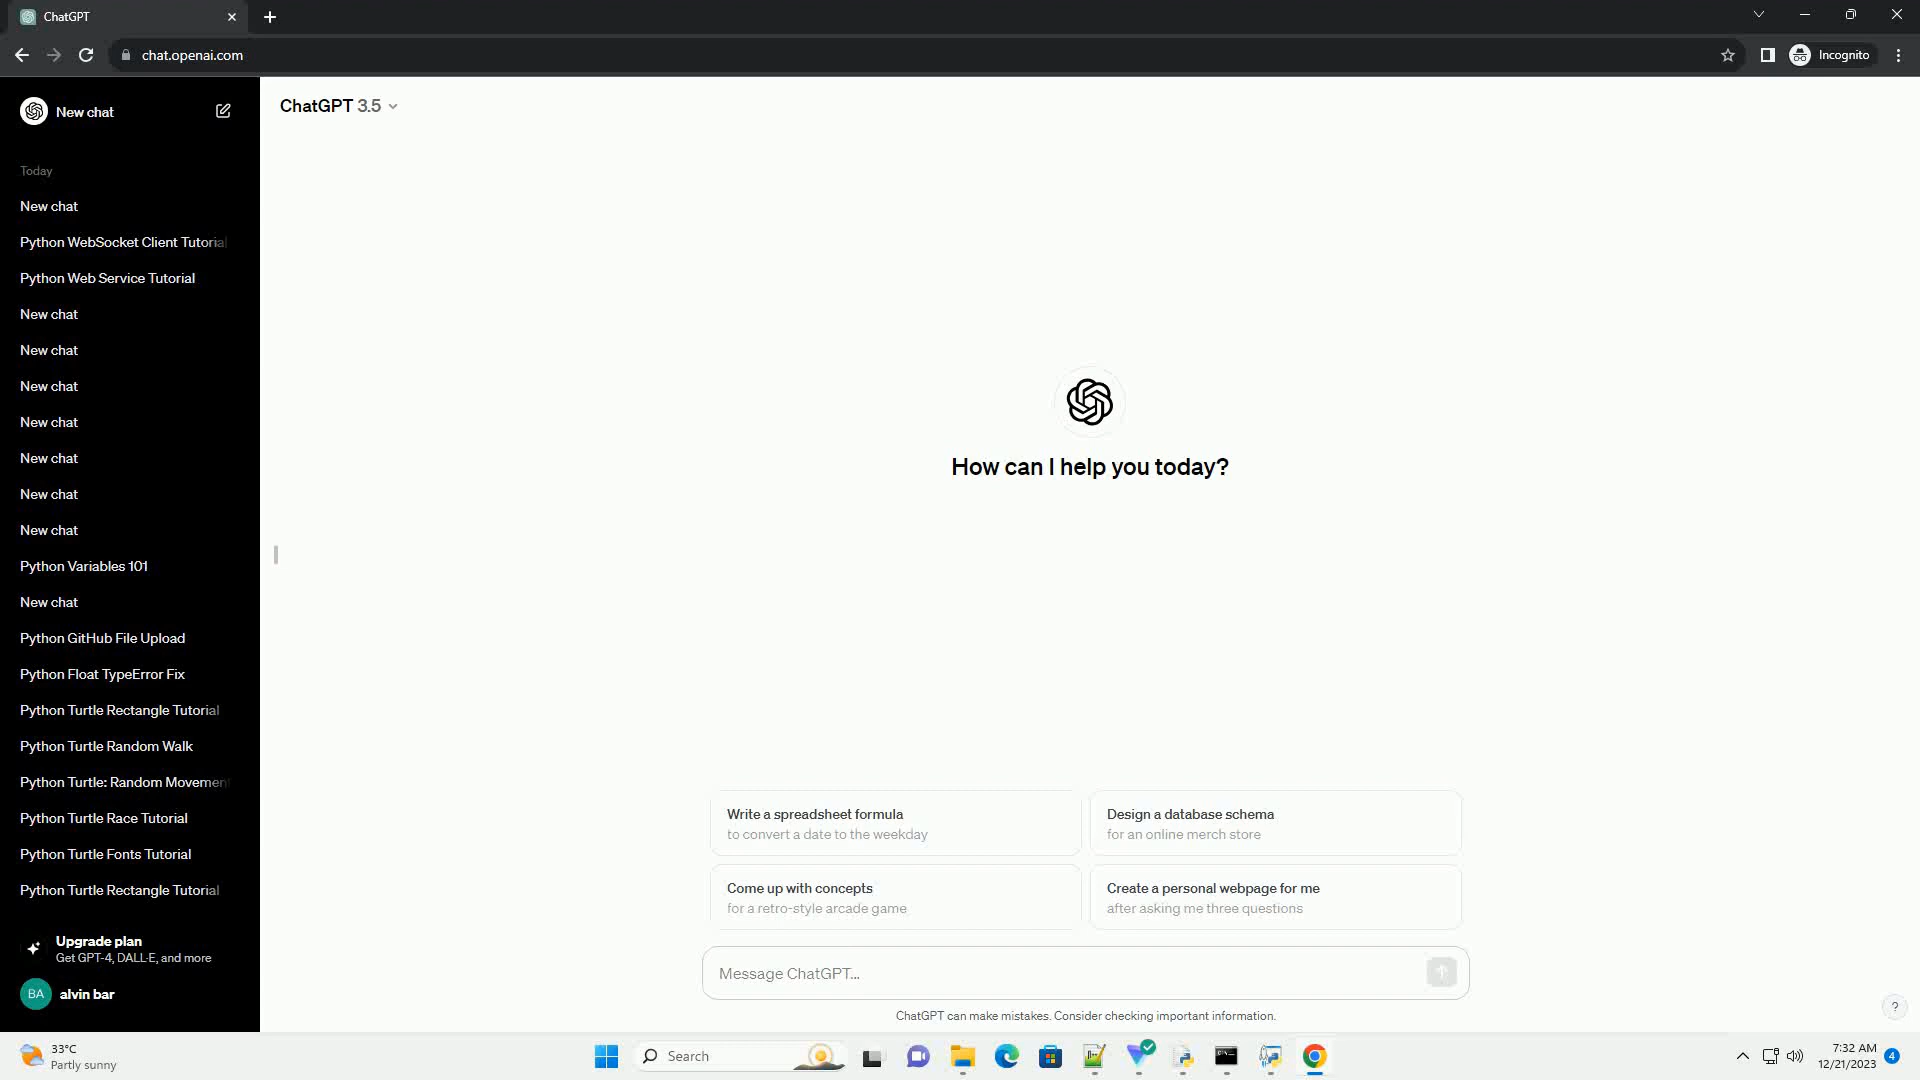 ChatGPT
chat.openai.com
Incognito
New chat
ChatGPT 3.5
Today
New chat
Python WebSocket Client Tutorial
Python Web Service Tutorial
New chat
New chat
New chat
New chat
New chat
New chat
New chat
Python Variables 101
New chat
Python GitHub File Upload
Python Float TypeError Fix
Python Turtle Rectangle Tutorial
Python Turtle Random Walk
Python Turtle: Random Movemen
Python Turtle Race Tutorial
Python Turtle Fonts Tutorial
Python Turtle Rectangle Tutorial
Upgrade plan
Get GPT-4, DALL·E, and more
BA alvin bar
How can I help you today?
Write a spreadsheet formula
to convert a date to the weekday
Design a database schema
for an online merch store
Come up with concepts
for a retro-style arcade game
Create a personal webpage for me
after asking me three questions
Message ChatGPT...
ChatGPT can make mistakes. Consider checking important information.
?
33°C
Partly sunny
Search
7:32 AM
12/21/2023
4